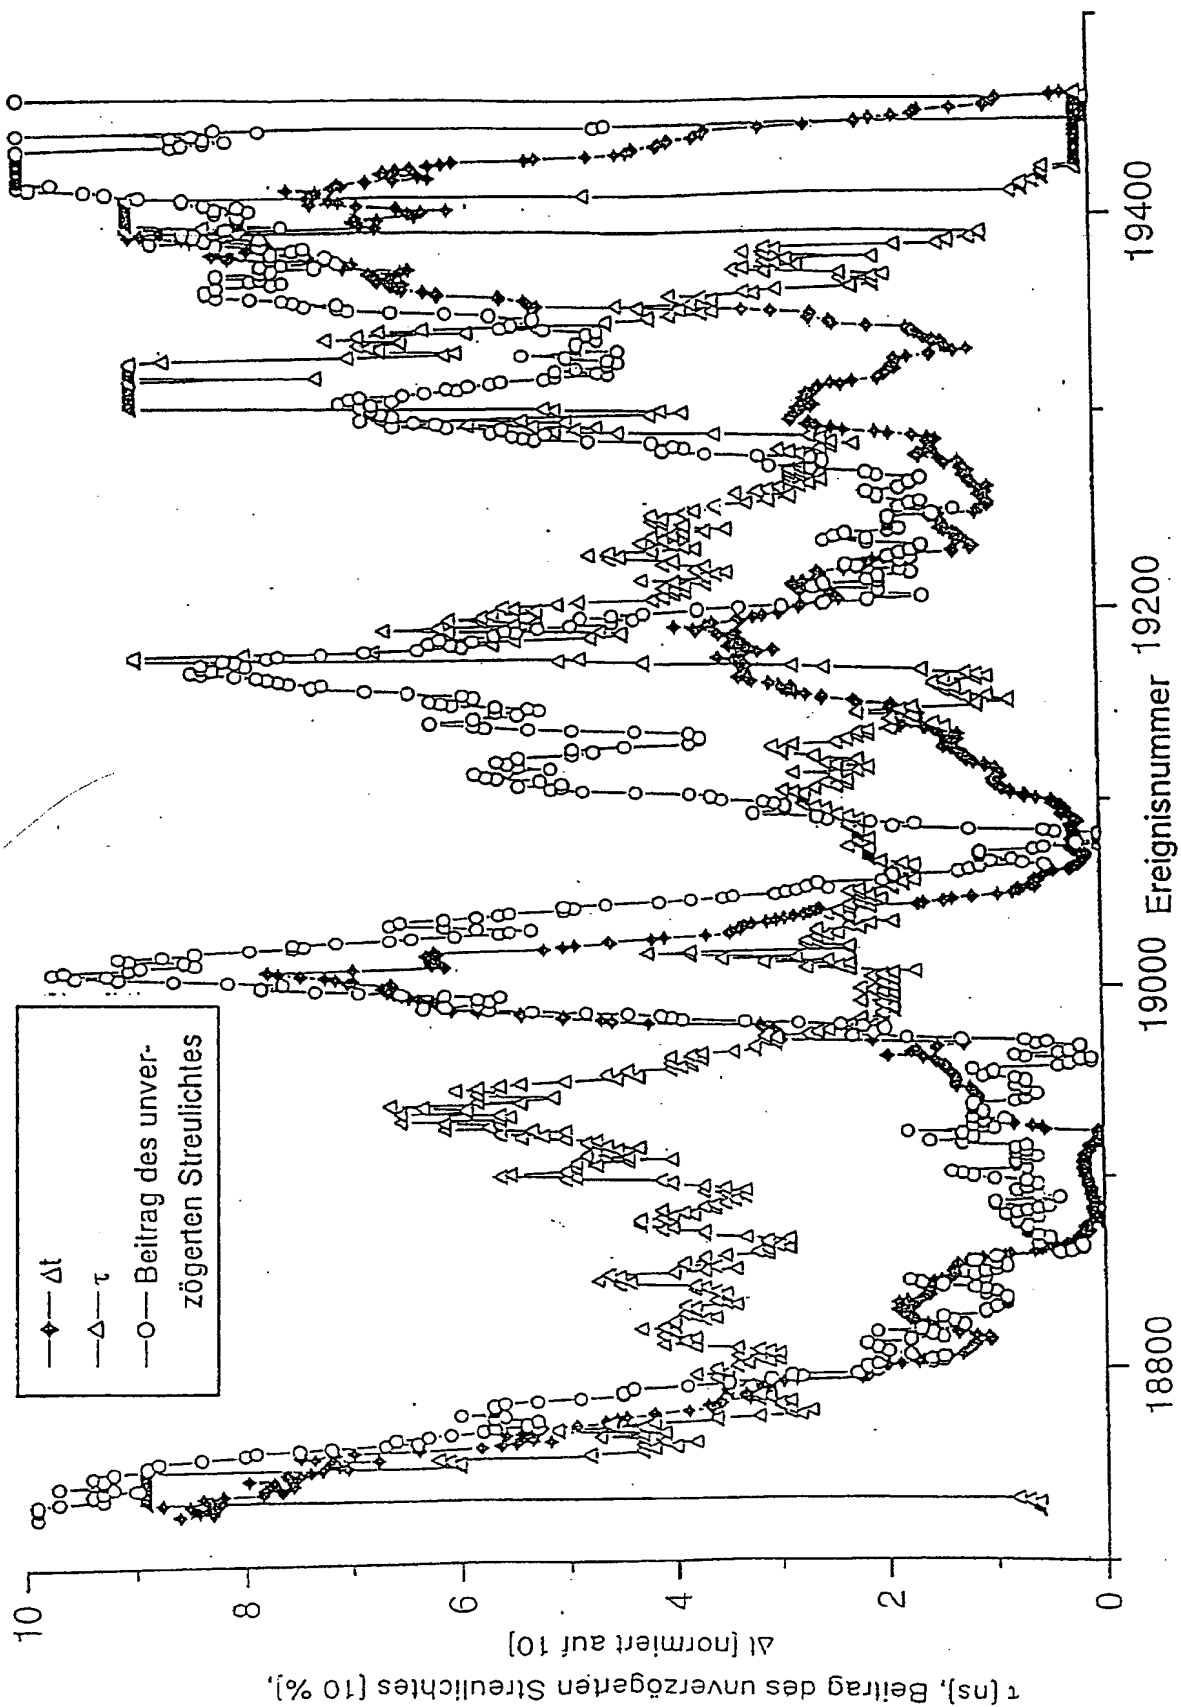 Δt
τ
Beitrag des unver-
zögerten Streulichtes
τ [ns], Beitrag des unverzögerten Streulichtes [10 %],
Δt [normiert auf 10]
10
8
6
4
2
0
18800
19000
Ereignisnummer
19200
19400